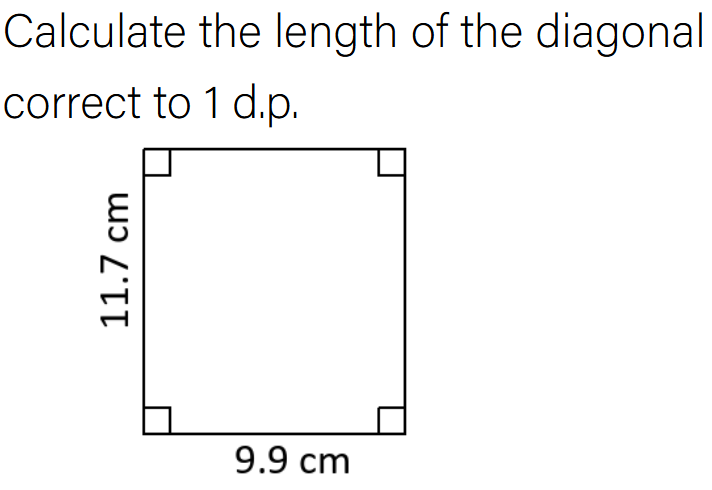 Calculate the length of the diagonal
correct to 1 d.p.
11.7 cm
9.9 cm